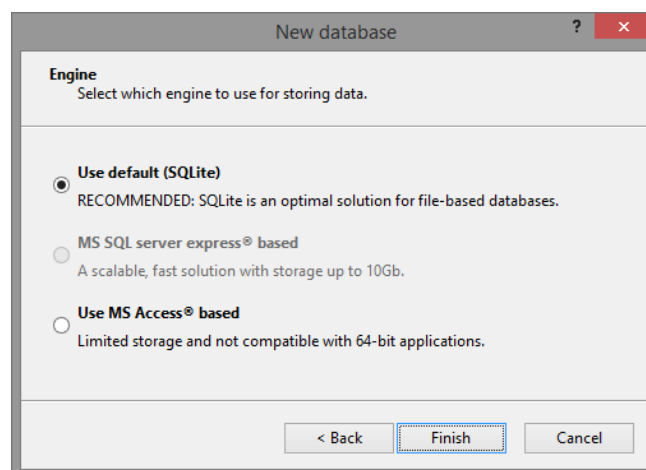 New database
?
×
Engine
Select which engine to use for storing data.
Use default (SQLite)
RECOMMENDED: SQLite is an optimal solution for file-based databases.
MS SQL server express® based
A scalable, fast solution with storage up to 10Gb.
Use MS Access® based
Limited storage and not compatible with 64-bit applications.
< Back Finish Cancel